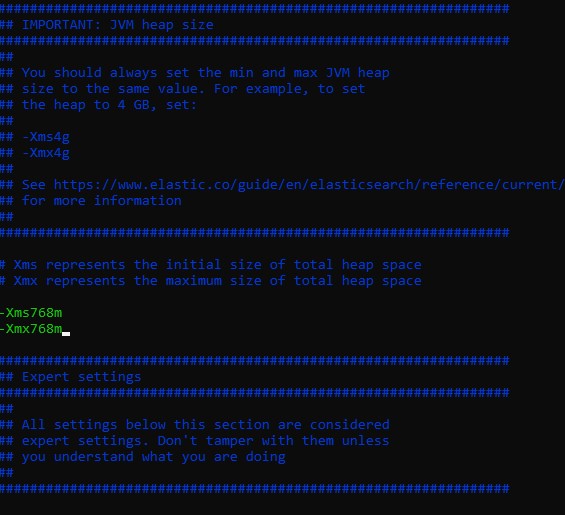 #################################################################
## IMPORTANT: JVM heap size
#################################################################
##
## You should always set the min and max JVM heap
## size to the same value. For example, to set
## the heap to 4 GB, set:
##
## -Xms4g
## -Xmx4g
##
## See https://www.elastic.co/guide/en/elasticsearch/reference/current/
## for more information
##
#################################################################
# Xms represents the initial size of total heap space
# Xmx represents the maximum size of total heap space
-Xms768m
-Xmx768m
#################################################################
## Expert settings
#################################################################
##
## All settings below this section are considered
## expert settings. Don't tamper with them unless
## you understand what you are doing
##
#################################################################